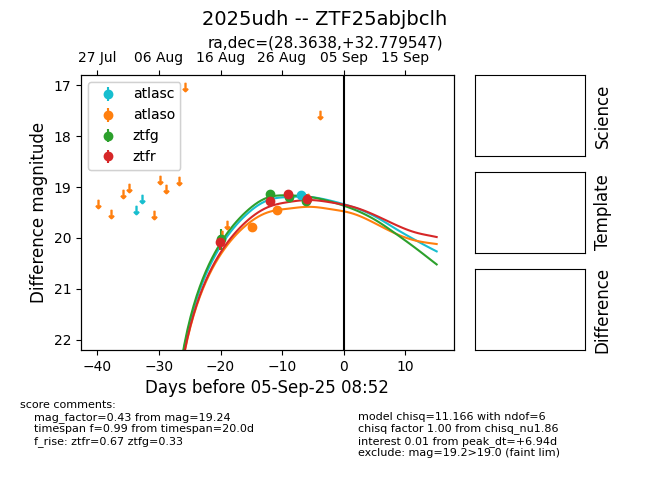 2025udh -- ZTF25abjbclh
ra,dec=(28.3638,+32.779547)
27 Jul 06 Aug 16 Aug 26 Aug 05 Sep 15 Sep
atlasc
atlaso
ztfg
ztfr
17
18
19
20
21
22
Difference magnitude
−40 −30 −20 −10 0 10
Days before 05-Sep-25 08:52
Science
Template
Difference
score comments:
mag_factor=0.43 from mag=19.24
timespan f=0.99 from timespan=20.0d
f_rise: ztfr=0.67 ztfg=0.33
model chisq=11.166 with ndof=6
chisq factor 1.00 from chisq_nu1.86
interest 0.01 from peak_dt=+6.94d
exclude: mag=19.2>19.0 (faint lim)